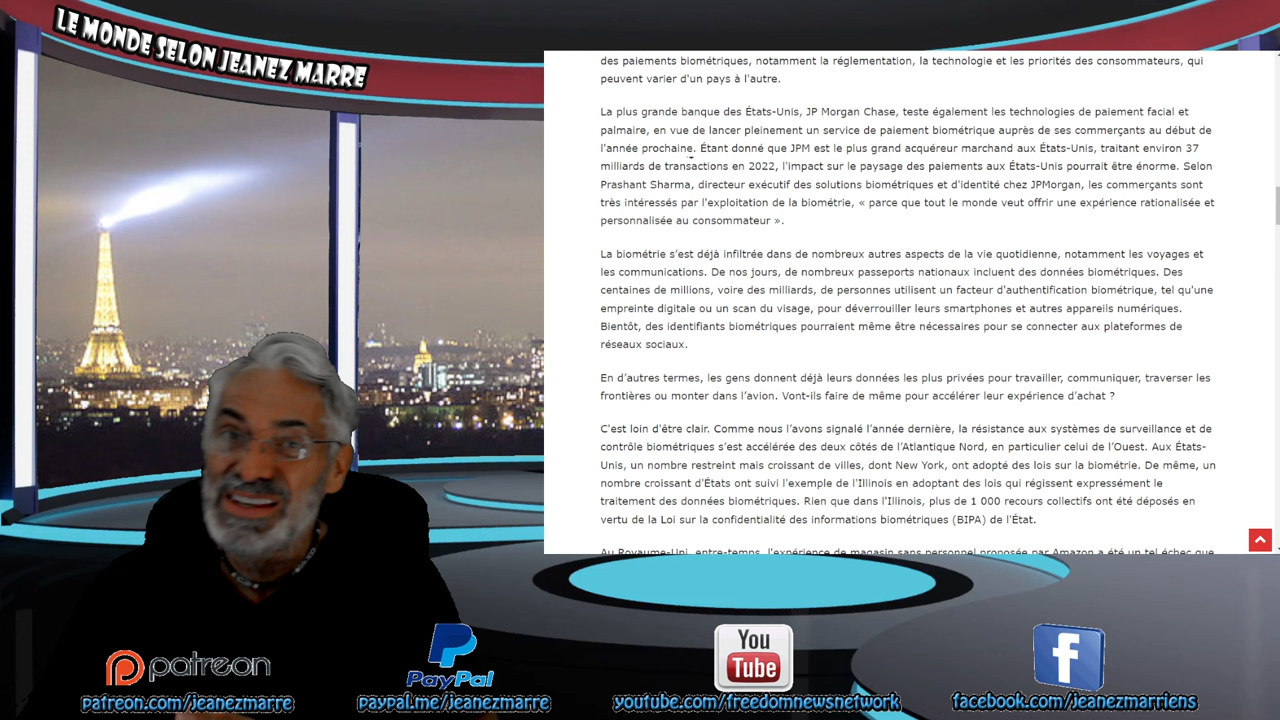 LE MONDE SELON JEANEZ MARRE
des paiements biométriques, notamment la réglementation, la technologie et les priorités des consommateurs, qui
peuvent varier d'un pays à l'autre.
La plus grande banque des États-Unis, JP Morgan Chase, teste également les technologies de paiement facial et
palmaire, en vue de lancer pleinement un service de paiement biométrique auprès de ses commerçants au début de
l'année prochaine. Étant donné que JPM est le plus grand acquéreur marchand aux États-Unis, traitant environ 37
milliards de transactions en 2022, l'impact sur le paysage des paiements aux États-Unis pourrait être énorme. Selon
Prashant Sharma, directeur exécutif des solutions biométriques et d'identité chez JPMorgan, les commerçants sont
très intéressés par l'exploitation de la biométrie, « parce que tout le monde veut offrir une expérience rationalisée et
personnalisée au consommateur ».
La biométrie s’est déjà infiltrée dans de nombreux autres aspects de la vie quotidienne, notamment les voyages et
les communications. De nos jours, de nombreux passeports nationaux incluent des données biométriques. Des
centaines de millions, voire des milliards, de personnes utilisent un facteur d'authentification biométrique, tel qu'une
empreinte digitale ou un scan du visage, pour déverrouiller leurs smartphones et autres appareils numériques.
Bientôt, des identifiants biométriques pourraient même être nécessaires pour se connecter aux plateformes de
réseaux sociaux.
En d’autres termes, les gens donnent déjà leurs données les plus privées pour travailler, communiquer, traverser les
frontières ou monter dans l’avion. Vont-ils faire de même pour accélérer leur expérience d’achat ?
C'est loin d'être clair. Comme nous l’avons signalé l’année dernière, la résistance aux systèmes de surveillance et de
contrôle biométriques s’est accélérée des deux côtés de l’Atlantique Nord, en particulier celui de l’Ouest. Aux États-
Unis, un nombre restreint mais croissant de villes, dont New York, ont adopté des lois sur la biométrie. De même, un
nombre croissant d'États ont suivi l'exemple de l'Illinois en adoptant des lois qui régissent expressément le
traitement des données biométriques. Rien que dans l'Illinois, plus de 1 000 recours collectifs ont été déposés en
vertu de la Loi sur la confidentialité des informations biométriques (BIPA) de l'État.
Au Royaume-Uni, entre-temps, l’expérience de magasin sans personnel proposée par Amazon a été un tel échec que
patreon
PayPal
You
Tube
f
patreon.com/jeanezmarre
paypal.me/jeanezmarre
youtube.com/freedomnewsnetwork
facebook.com/jeanezmarriens